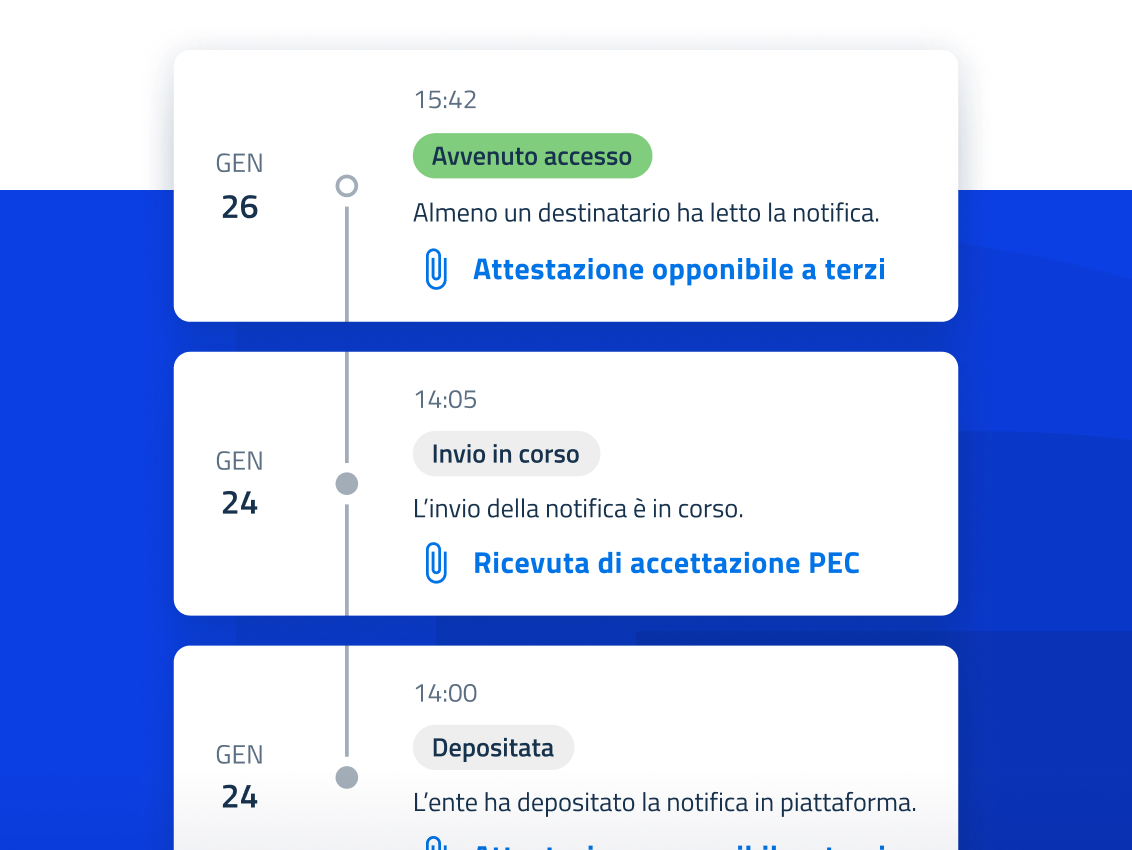 15:42
GEN
26
Avvenuto accesso
Almeno un destinatario ha letto la notifica.
Attestazione opponibile a terzi
14:05
GEN
24
Invio in corso
L’invio della notifica è in corso.
Ricevuta di accettazione PEC
14:00
GEN
24
Depositata
L’ente ha depositato la notifica in piattaforma.